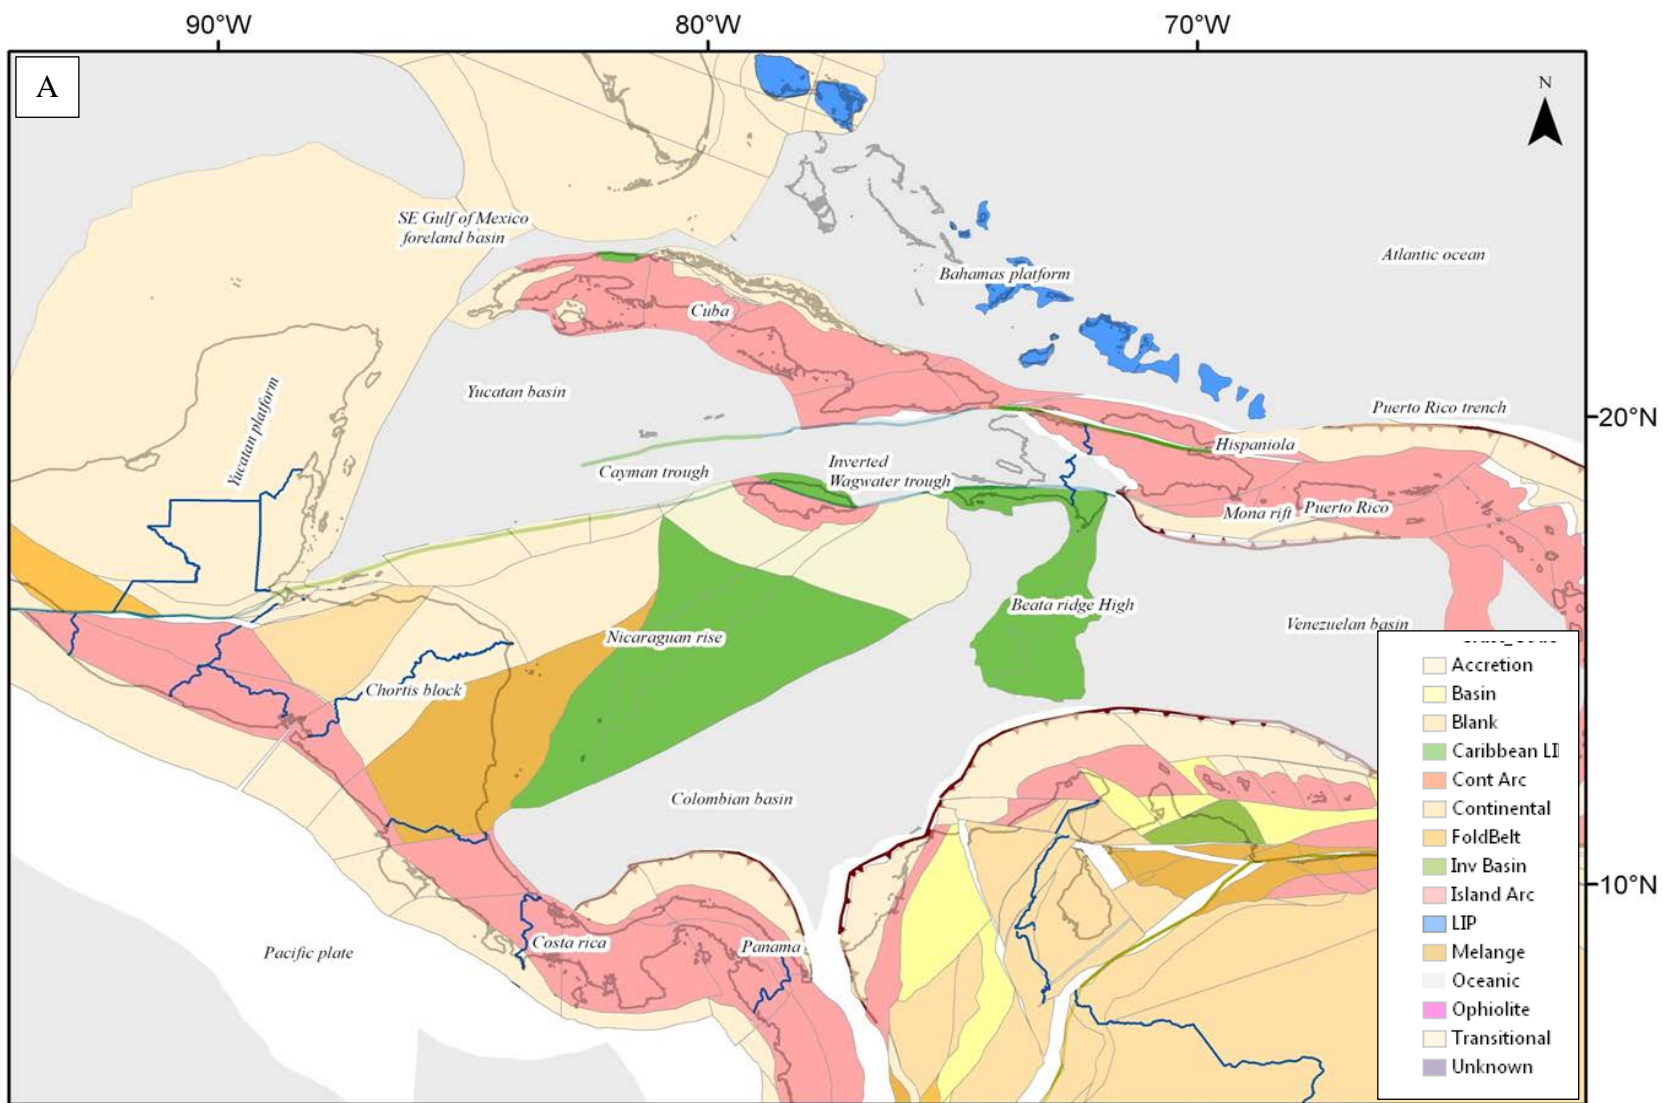 90°W
80°W
70°W
A
N
SE Gulf of Mexico
foreland basin
Atlantic ocean
Bahamas platform
Cuba
Yucatan basin
Yucatan platform
Puerto Rico trench
20°N
Hispaniola
Cayman trough
Inverted
Wagwater trough
Mona rift
Puerto Rico
Beata ridge High
Venezuelan basin
Nicaraguan rise
Chortis block
Colombian basin
10°N
Costa rica
Panama
Pacific plate
Accretion
Basin
Blank
Caribbean LI
Cont Arc
Continental
FoldBelt
Inv Basin
Island Arc
LIP
Melange
Oceanic
Ophiolite
Transitional
Unknown